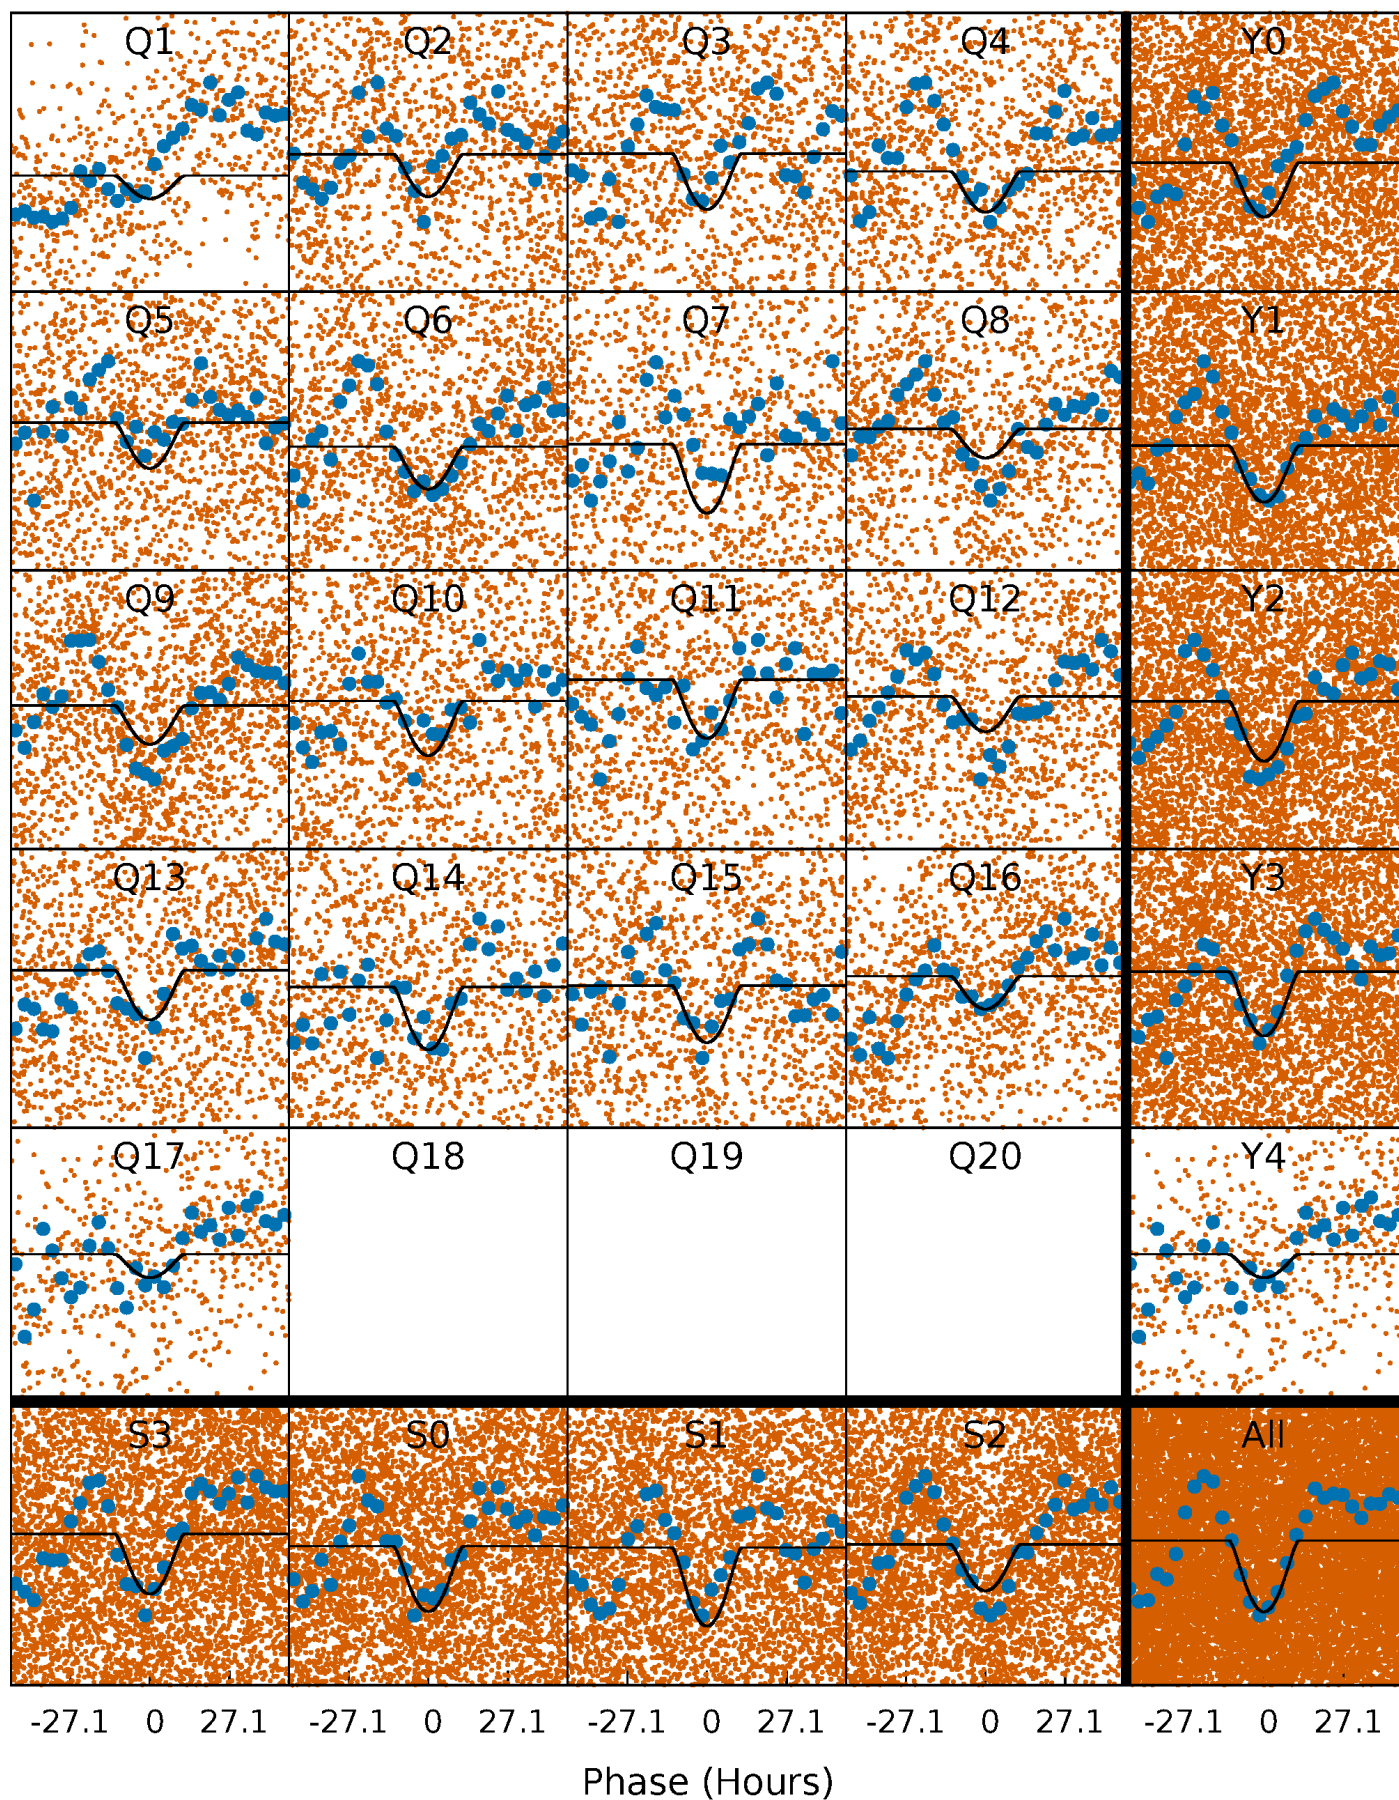 Q1 Q2 Q3 Q4 Y0
Q5 Q6 Q7 Q8 Y1
Q9 Q10 Q11 Q12 Y2
Q13 Q14 Q15 Q16 Y3
Q17 Q18 Q19 Q20 Y4
S3 S0 S1 S2 All
-27.1 0 27.1 -27.1 0 27.1 -27.1 0 27.1 -27.1 0 27.1 -27.1 0 27.1
Phase (Hours)